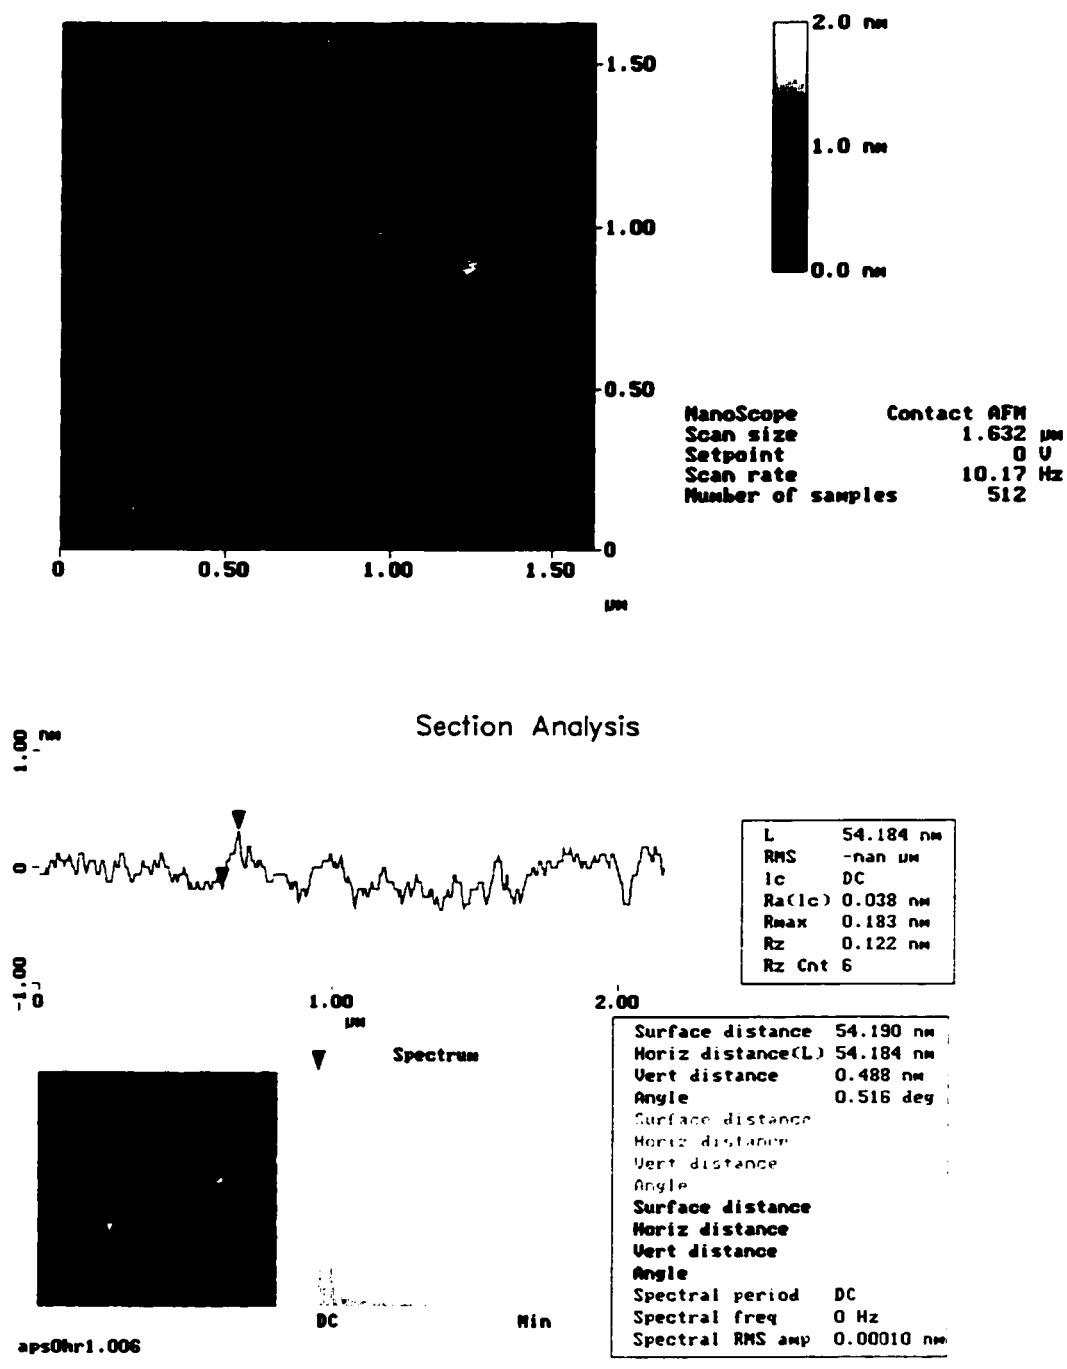 2.0 nm
1.50
1.0 nm
1.00
0.0 nm
0.50
NanoScope Contact AFM
Scan size 1.632 µm
Setpoint 0 V
Scan rate 10.17 Hz
Number of samples 512
0
0 0.50 1.00 1.50
µm
Section Analysis
nm
1.00
0
-1.00
0 1.00 2.00
µm
L 54.184 nm
RMS -nan µm
lc DC
Ra(lc) 0.038 nm
Rmax 0.183 nm
Rz 0.122 nm
Rz Cnt 6
Spectrum
DC Min
Surface distance 54.190 nm
Horiz distance(L) 54.184 nm
Vert distance 0.488 nm
Angle 0.516 deg
Surface distance
Horiz distance
Vert distance
Angle
Surface distance
Horiz distance
Vert distance
Angle
Spectral period DC
Spectral freq 0 Hz
Spectral RMS amp 0.00010 nm
aps0hr1.006